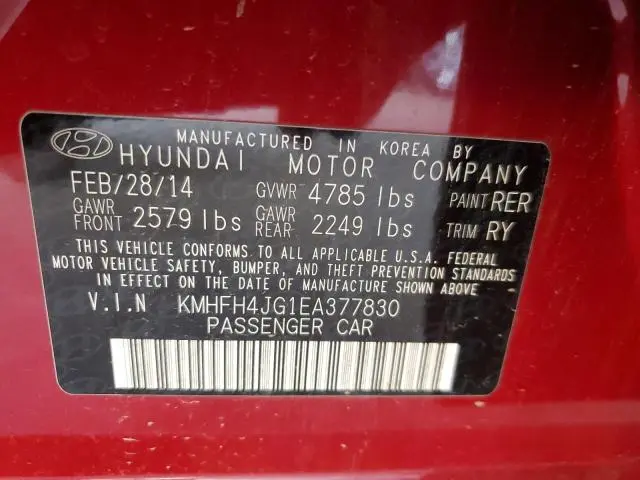 MANUFACTURED IN KOREA BY
HYUNDAI MOTOR COMPANY
FEB/28/14 GVWR 4785 lbs PAINT RER
GAWR FRONT 2579 lbs GAWR REAR 2249 lbs TRIM RY
THIS VEHICLE CONFORMS TO ALL APPLICABLE U.S.A. FEDERAL
MOTOR VEHICLE SAFETY, BUMPER, AND THEFT PREVENTION STANDARDS
IN EFFECT ON THE DATE OF MANUFACTURE SHOWN ABOVE.
V.I.N KMHFH4JG1EA377830
PASSENGER CAR